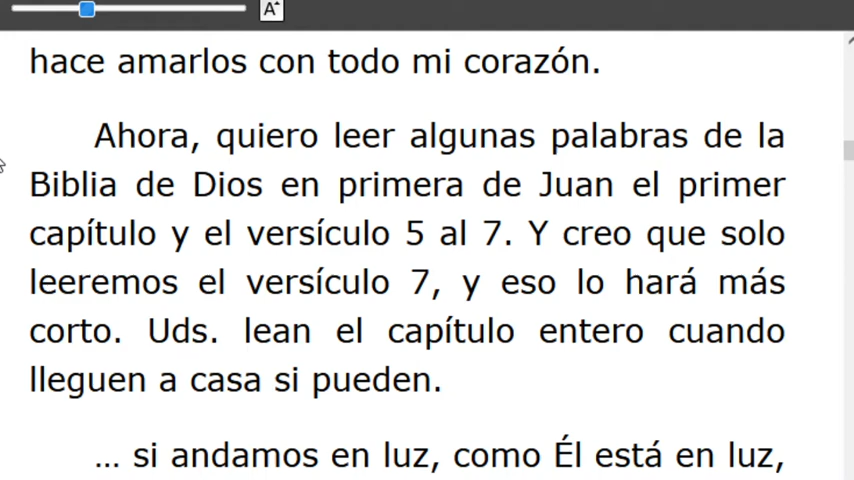 A
hace amarlos con todo mi corazón.
Ahora, quiero leer algunas palabras de la
Biblia de Dios en primera de Juan el primer
capítulo y el versículo 5 al 7. Y creo que solo
leeremos el versículo 7, y eso lo hará más
corto. Uds. lean el capítulo entero cuando
lleguen a casa si pueden.
... si andamos en luz, como Él está en luz,